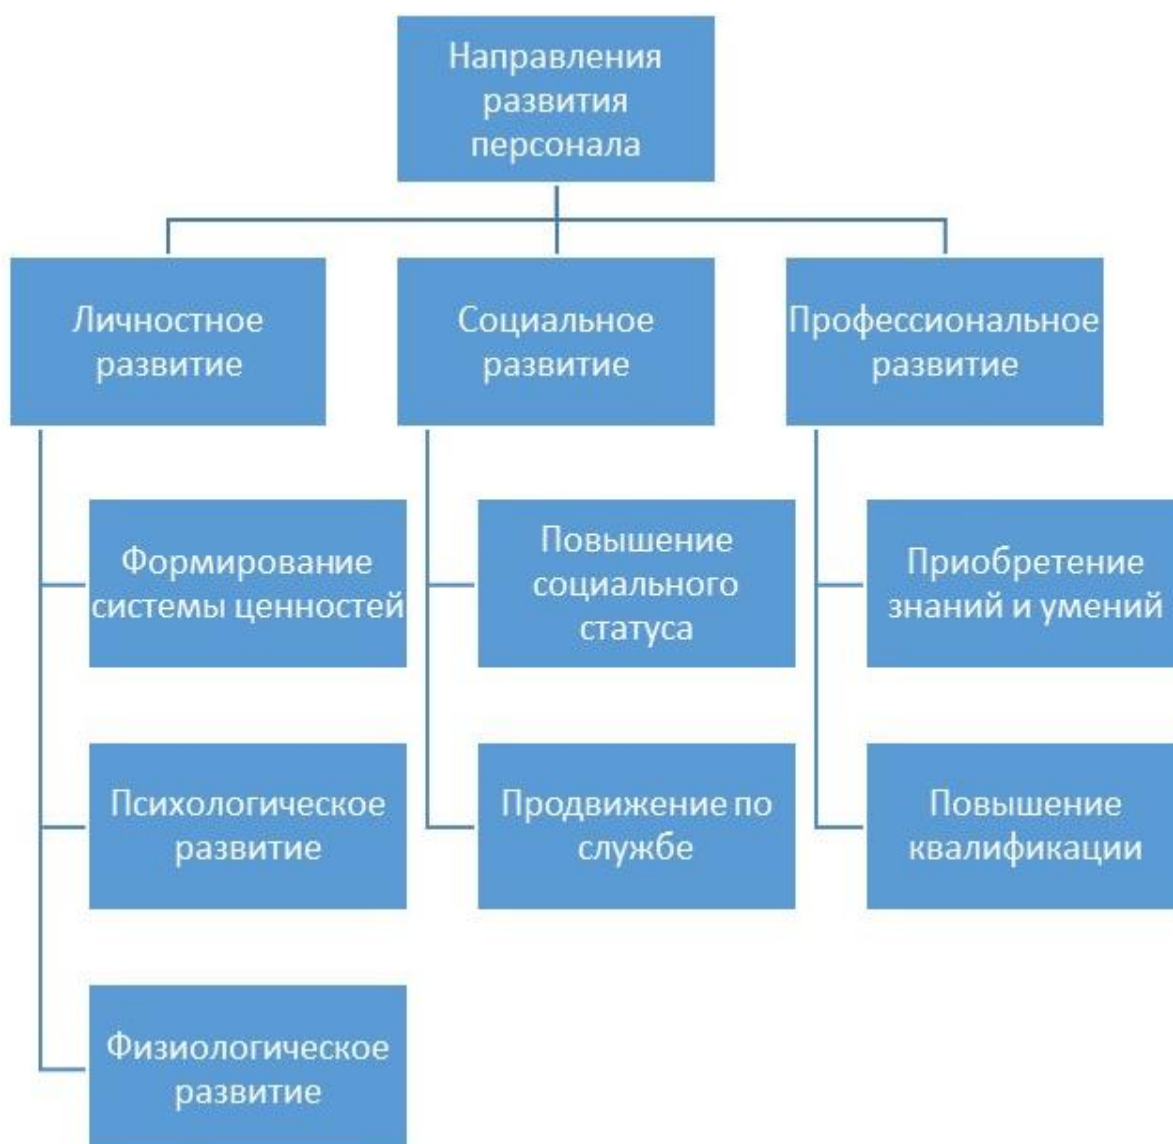 Направления
развития
персонала
Личностное
развитие
Социальное
развитие
Профессиональное
развитие
Формирование
системы ценностей
Повышение
социального
статуса
Приобретение
знаний и умений
Психологическое
развитие
Продвижение по
службе
Повышение
квалификации
Физиологическое
развитие